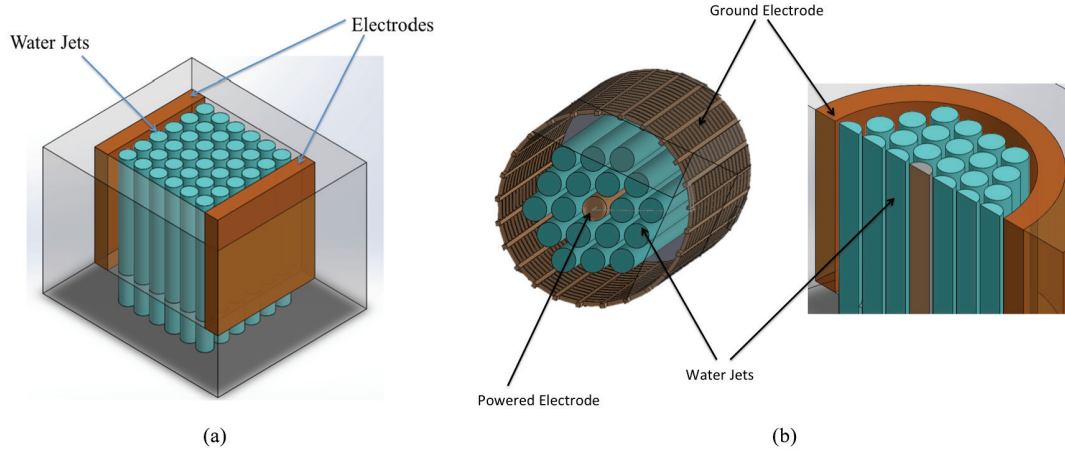 Water Jets
Electrodes
(a)
Ground Electrode
Powered Electrode
Water Jets
(b)